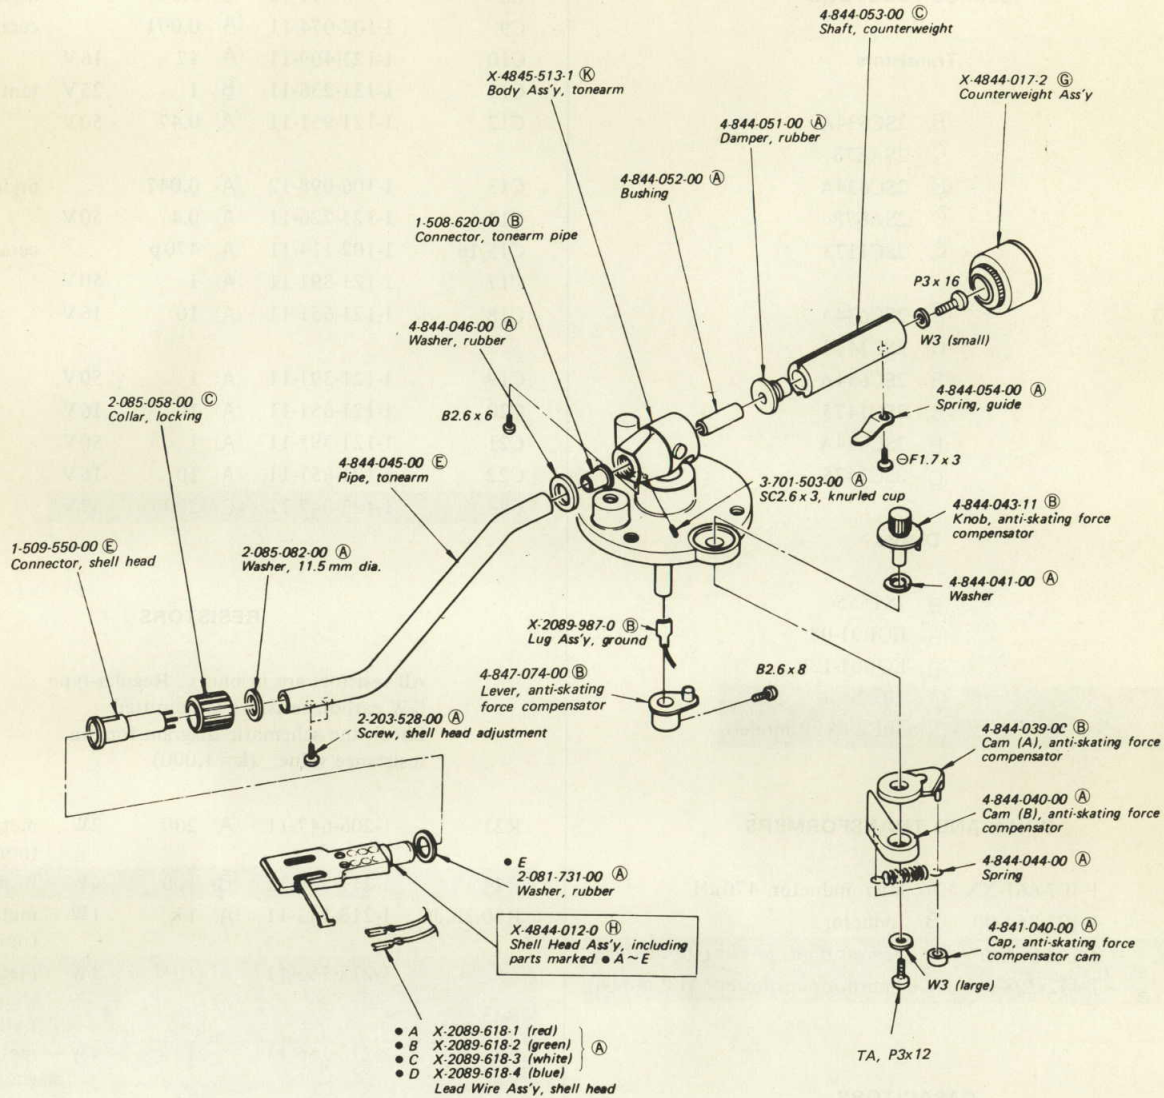 4-844-053-00 Ⓒ
Shaft, counterweight
X-4845-513-1 Ⓚ
Body Ass'y, tonearm
X-4844-017-2 Ⓖ
Counterweight Ass'y
4-844-051-00 Ⓐ
Damper, rubber
4-844-052-00 Ⓐ
Bushing
1-508-620-00 Ⓑ
Connector, tonearm pipe
P3 x 16
4-844-046-00 Ⓐ
Washer, rubber
W3 (small)
2-085-058-00 Ⓒ
Collar, locking
B2.6 x 6
4-844-054-00 Ⓐ
Spring, guide
⊖F1.7 x 3
4-844-045-00 Ⓔ
Pipe, tonearm
3-701-503-00 Ⓐ
SC2.6 x 3, knurled cup
4-844-043-11 Ⓑ
Knob, anti-skating force
compensator
1-509-550-00 Ⓔ
Connector, shell head
2-085-082-00 Ⓐ
Washer, 11.5 mm dia.
4-844-041-00 Ⓐ
Washer
X-2089-987-0 Ⓑ
Lug Ass'y, ground
4-847-074-00 Ⓑ
Lever, anti-skating
force compensator
B2.6 x 8
2-203-528-00 Ⓐ
Screw, shell head adjustment
4-844-039-0C Ⓑ
Cam (A), anti-skating force
compensator
4-844-040-00 Ⓐ
Cam (B), anti-skating force
compensator
4-844-044-00 Ⓐ
Spring
● E
2-081-731-00 Ⓐ
Washer, rubber
X-4844-012-0 Ⓗ
Shell Head Ass'y, including
parts marked ● A ~ E
4-841-040-00 Ⓐ
Cap, anti-skating force
compensator cam
W3 (large)
● A X-2089-618-1 (red)
● B X-2089-618-2 (green)
● C X-2089-618-3 (white)
● D X-2089-618-4 (blue)
Ⓐ
Lead Wire Ass'y, shell head
TA, P3x12
RESISTORS